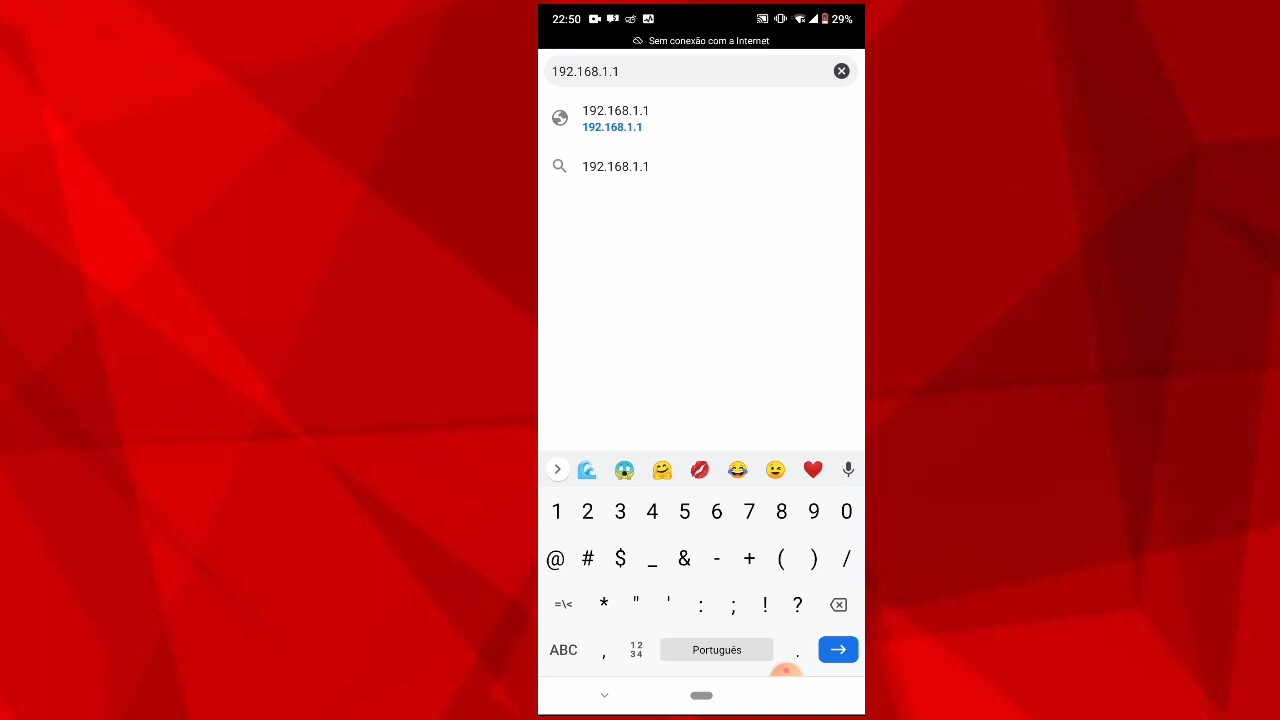 22:50 29%
Sem conexão com a Internet
192.168.1.1
192.168.1.1
192.168.1.1
192.168.1.1
1 2 3 4 5 6 7 8 9 0
@ # $ _ & - + ( ) /
=\< * " ' : ; ! ?
ABC , 12 34 Português .